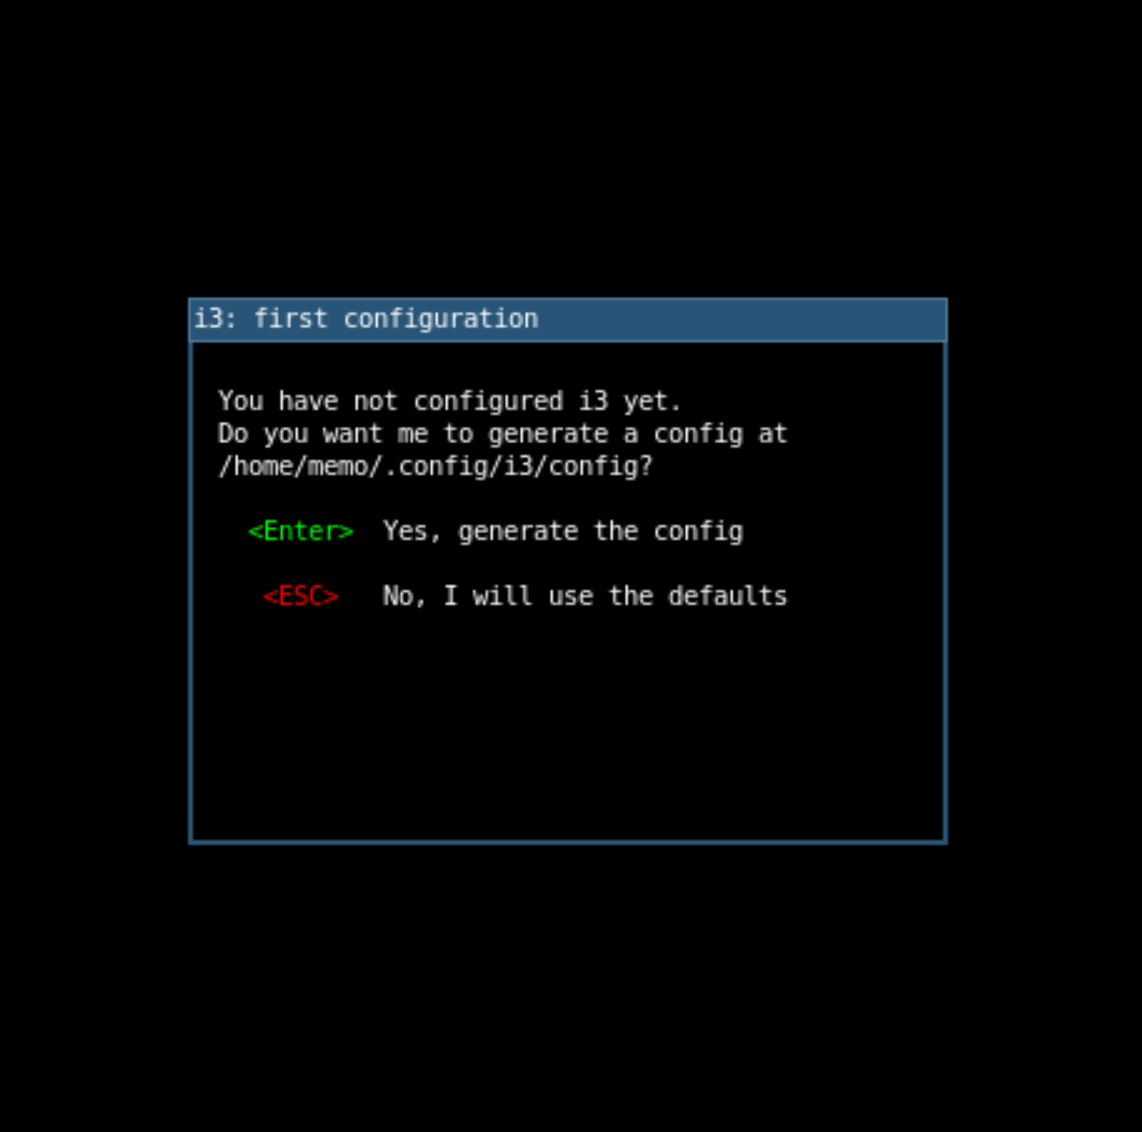 i3: first configuration
You have not configured i3 yet.
Do you want me to generate a config at
/home/memo/.config/i3/config?
<Enter> Yes, generate the config
<ESC> No, I will use the defaults